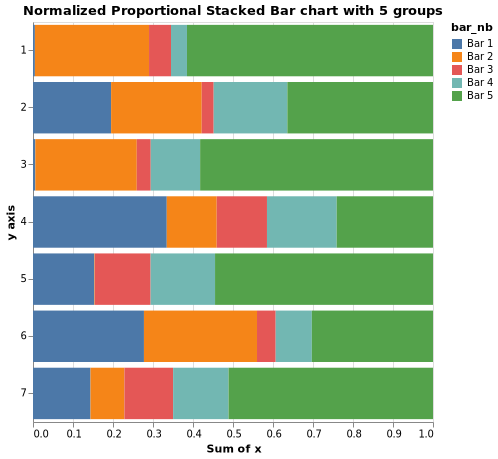 Normalized Proportional Stacked Bar chart with 5 groups
bar_nb
Bar 1
Bar 2
Bar 3
Bar 4
Bar 5
y axis
1
2
3
4
5
6
7
0.0 0.1 0.2 0.3 0.4 0.5 0.6 0.7 0.8 0.9 1.0
Sum of x